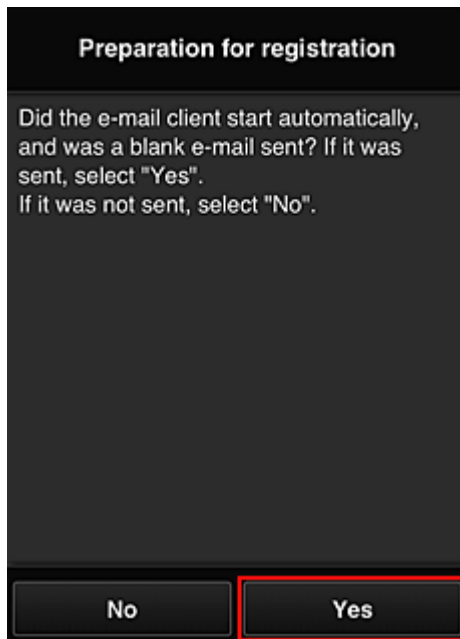 Preparation for registration
Did the e-mail client start automatically,
and was a blank e-mail sent? If it was
sent, select "Yes".
If it was not sent, select "No".
No
Yes